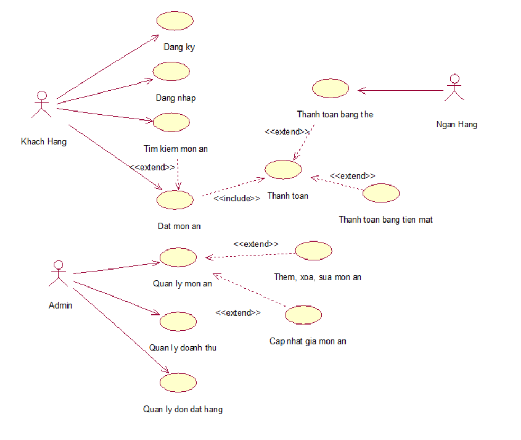 Dang ky
Dang nhap
Khach Hang
Tim kiem mon an
<<extend>>
Dat mon an
<<include>>
Thanh toan
Thanh toan bang the
<<extend>>
Ngan Hang
<<extend>>
Thanh toan bang tien mat
Admin
Quan ly mon an
<<extend>>
Them, xoa, sua mon an
<<extend>>
Cap nhat gia mon an
Quan ly doanh thu
Quan ly don dat hang